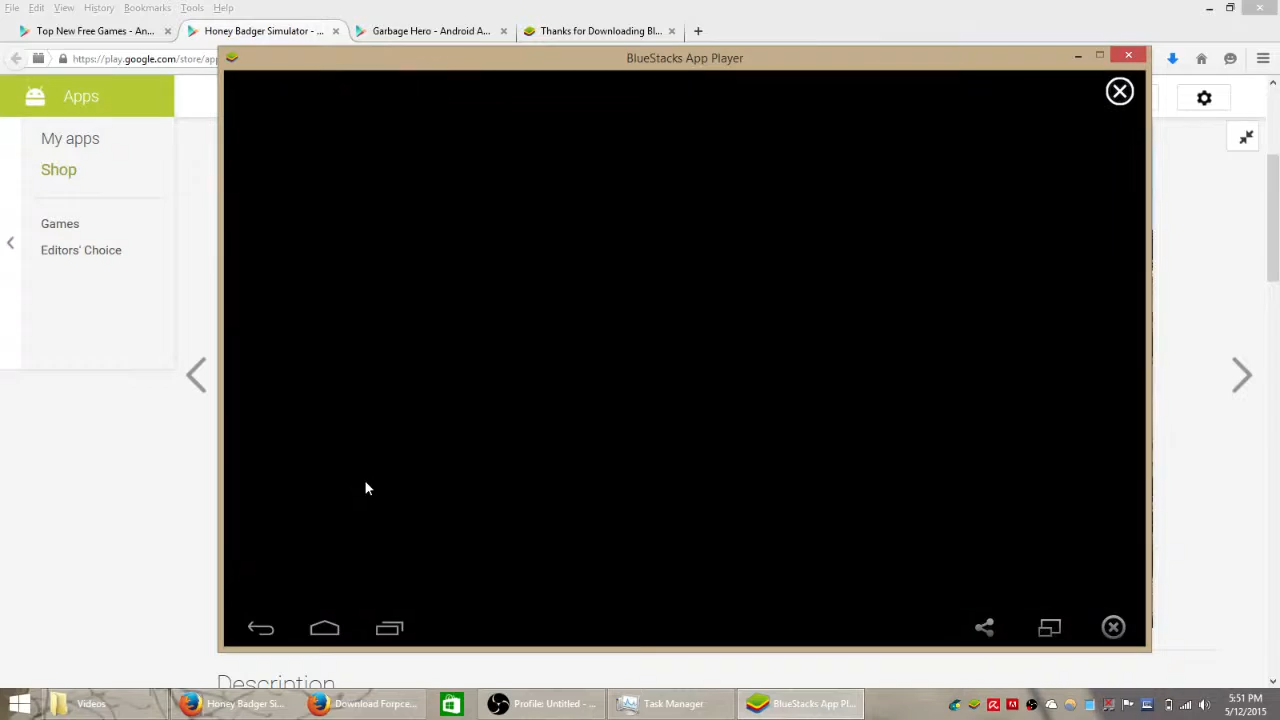 File Edit View History Bookmarks Tools Help
Top New Free Games - An...
Honey Badger Simulator - ...
Garbage Hero - Android A...
Thanks for Downloading Bl...
https://play.google.com/store/app
BlueStacks App Player
Apps
My apps
Shop
Games
Editors' Choice
Description
Videos
Honey Badger Si...
Download Forpce...
Profile: Untitled - ...
Task Manager
BlueStacks App Pl...
5:51 PM
5/12/2015